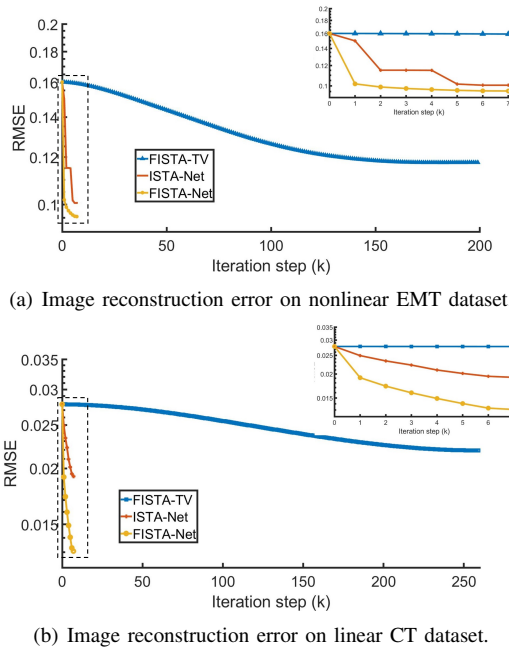 0.2
0.18
0.16
0.14
0.12
0.1
RMSE
0 50 100 150 200
Iteration step (k)
FISTA-TV
ISTA-Net
FISTA-Net
0.2
0.18
0.16
0.14
0.12
0.1
0 1 2 3 4 5 6 7
Iteration step (k)
(a) Image reconstruction error on nonlinear EMT dataset
0.035
0.03
0.025
0.02
0.015
RMSE
0 50 100 150 200 250
Iteration step (k)
FISTA-TV
ISTA-Net
FISTA-Net
0.035
0.03
0.025
0.02
0.015
0 1 2 3 4 5 6
Iteration step (k)
(b) Image reconstruction error on linear CT dataset.